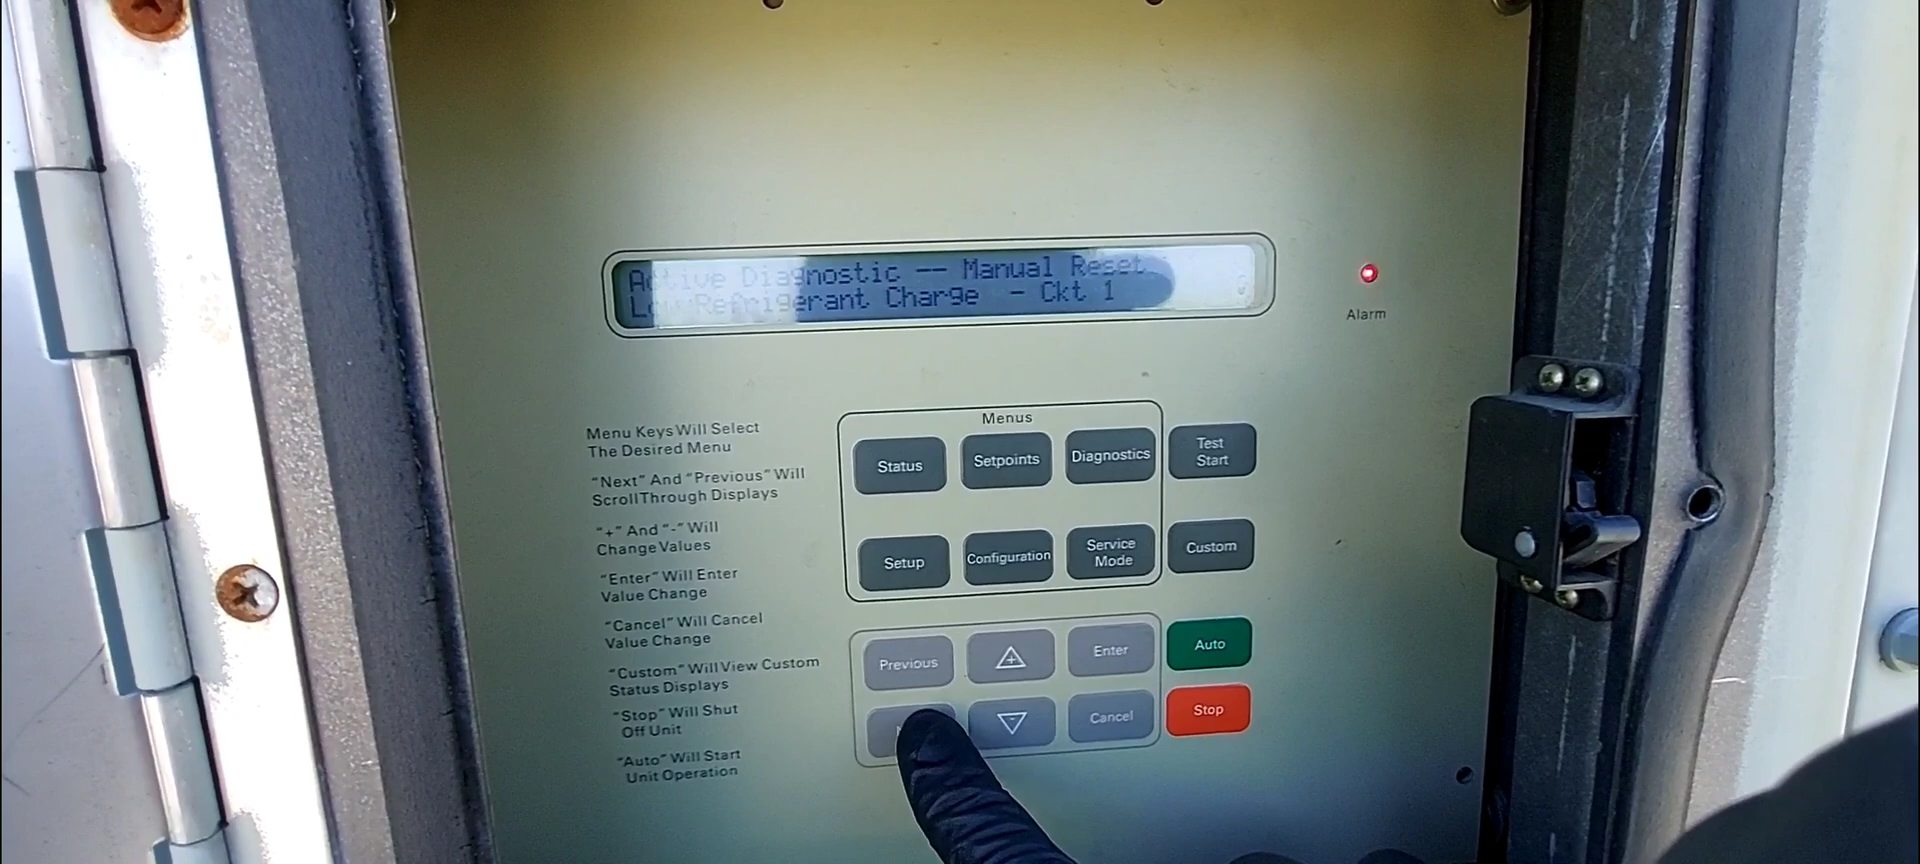 Active Diagnostic -- Manual Reset
Low Refrigerant Charge - Ckt 1
Alarm
Menu Keys Will Select
The Desired Menu
"Next" And "Previous" Will
Scroll Through Displays
"+" And "-" Will
Change Values
"Enter" Will Enter
Value Change
"Cancel" Will Cancel
Value Change
"Custom" Will View Custom
Status Displays
"Stop" Will Shut
Off Unit
"Auto" Will Start
Unit Operation
Menus
Status
Setpoints
Diagnostics
Test
Start
Setup
Configuration
Service
Mode
Custom
Previous
+
Enter
Auto
-
Cancel
Stop